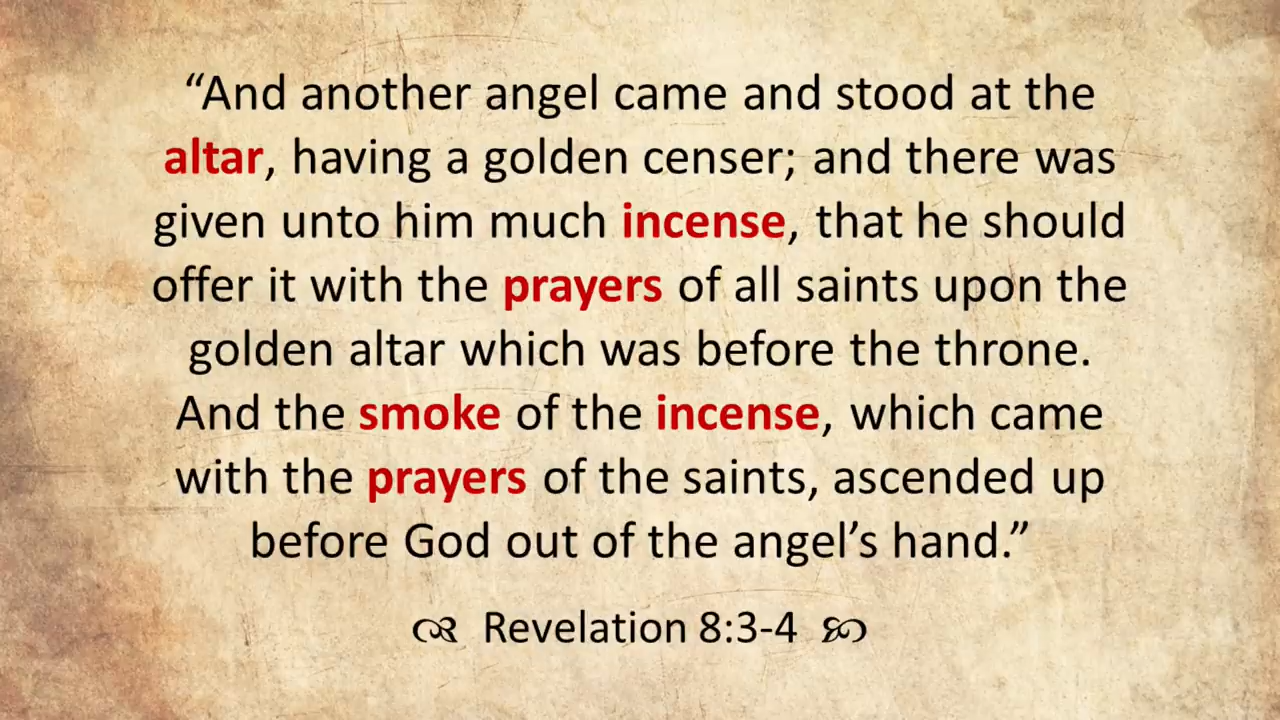 “And another angel came and stood at the
altar, having a golden censer; and there was
given unto him much incense, that he should
offer it with the prayers of all saints upon the
golden altar which was before the throne.
And the smoke of the incense, which came
with the prayers of the saints, ascended up
before God out of the angel’s hand.”
Revelation 8:3-4